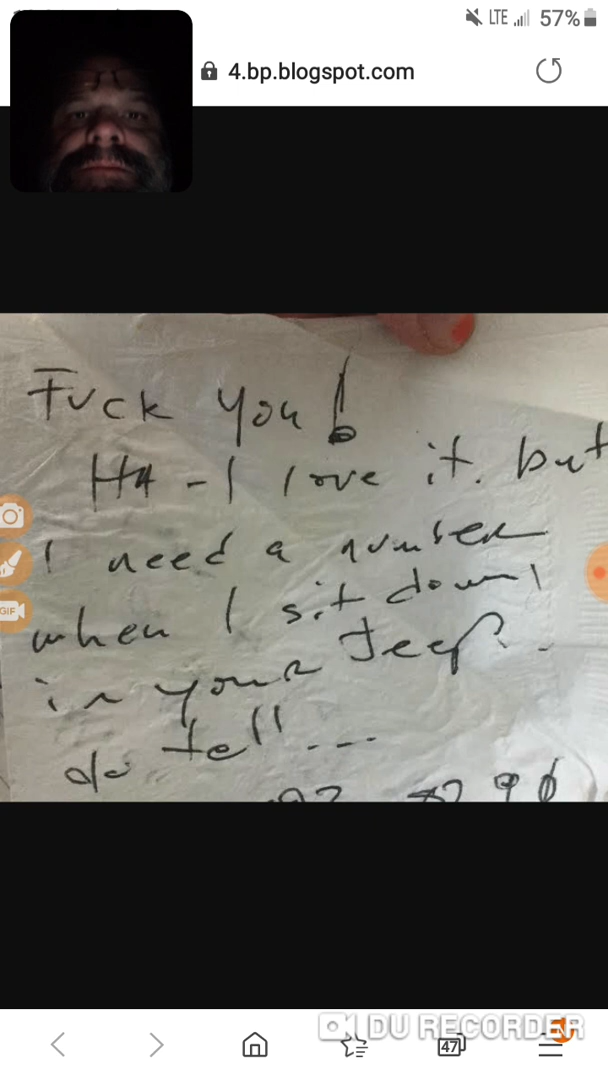 LTE 57%
4.bp.blogspot.com
Fuck you!
HA - I love it. but
I need a number
when I sit down
in your Jeep.
do tell...
GIF
DU RECORDER
47
N